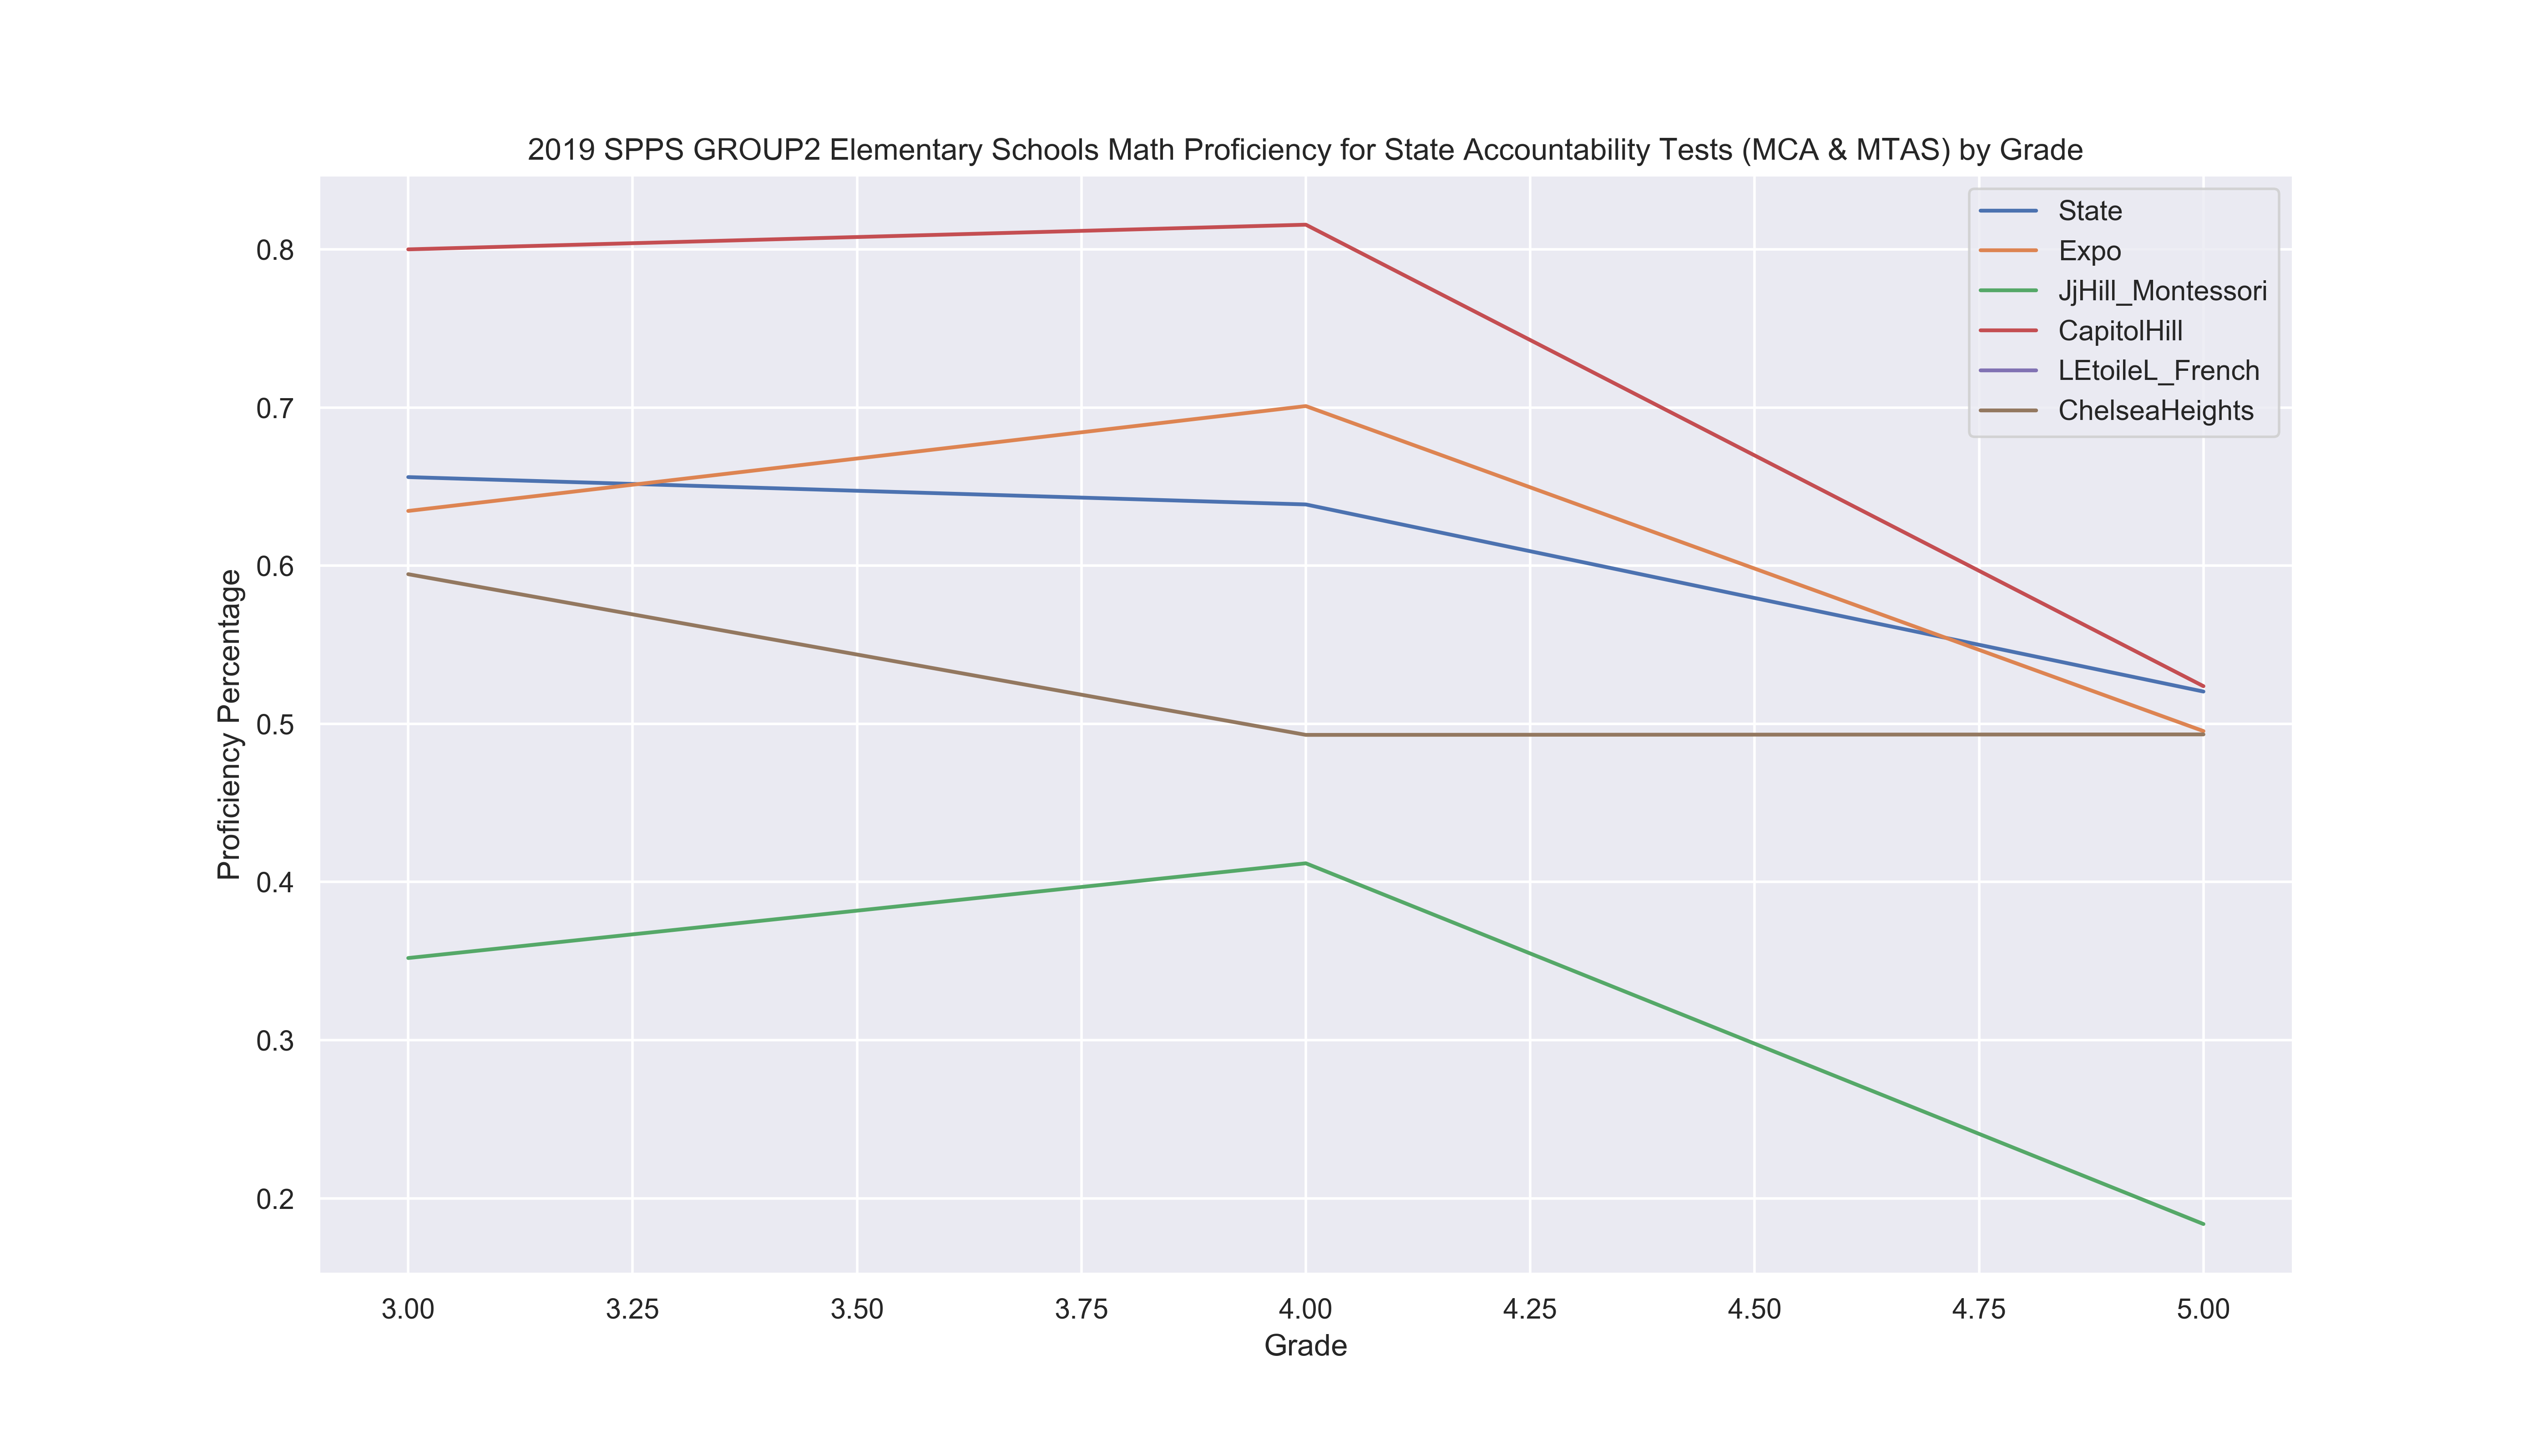 2019 SPPS GROUP2 Elementary Schools Math Proficiency for State Accountability Tests (MCA & MTAS) by Grade
State
Expo
JjHill_Montessori
CapitolHill
LEtoileL_French
ChelseaHeights
Proficiency Percentage
0.8
0.7
0.6
0.5
0.4
0.3
0.2
3.00 3.25 3.50 3.75 4.00 4.25 4.50 4.75 5.00
Grade